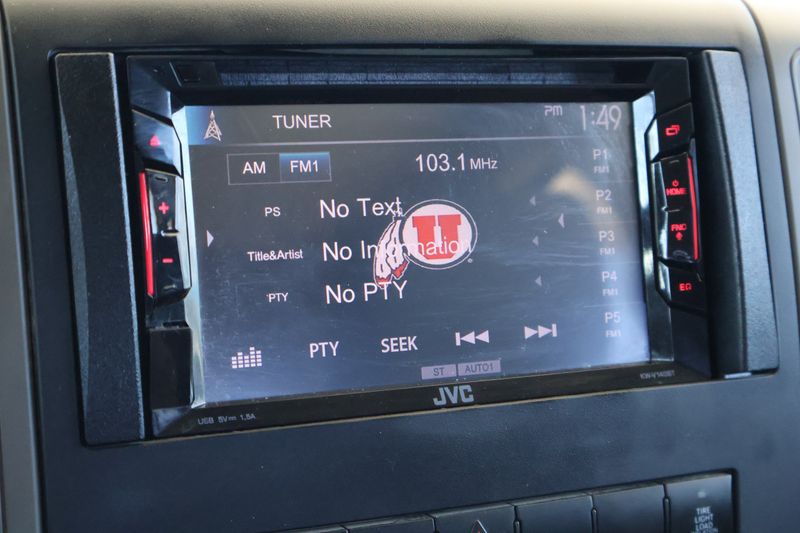 TUNER
PM 1:49
AM FM1 103.1 MHz
P1
FM1
PS No Text
P2
FM1
HOME
FNC
Title&Artist No Information
U
P3
FM1
PTY No PTY
P4
FM1
EQ
PTY SEEK
P5
FM1
ST AUTO1
JVC
USB 5V 1.5A
TIRE
LIGHT
LOAD